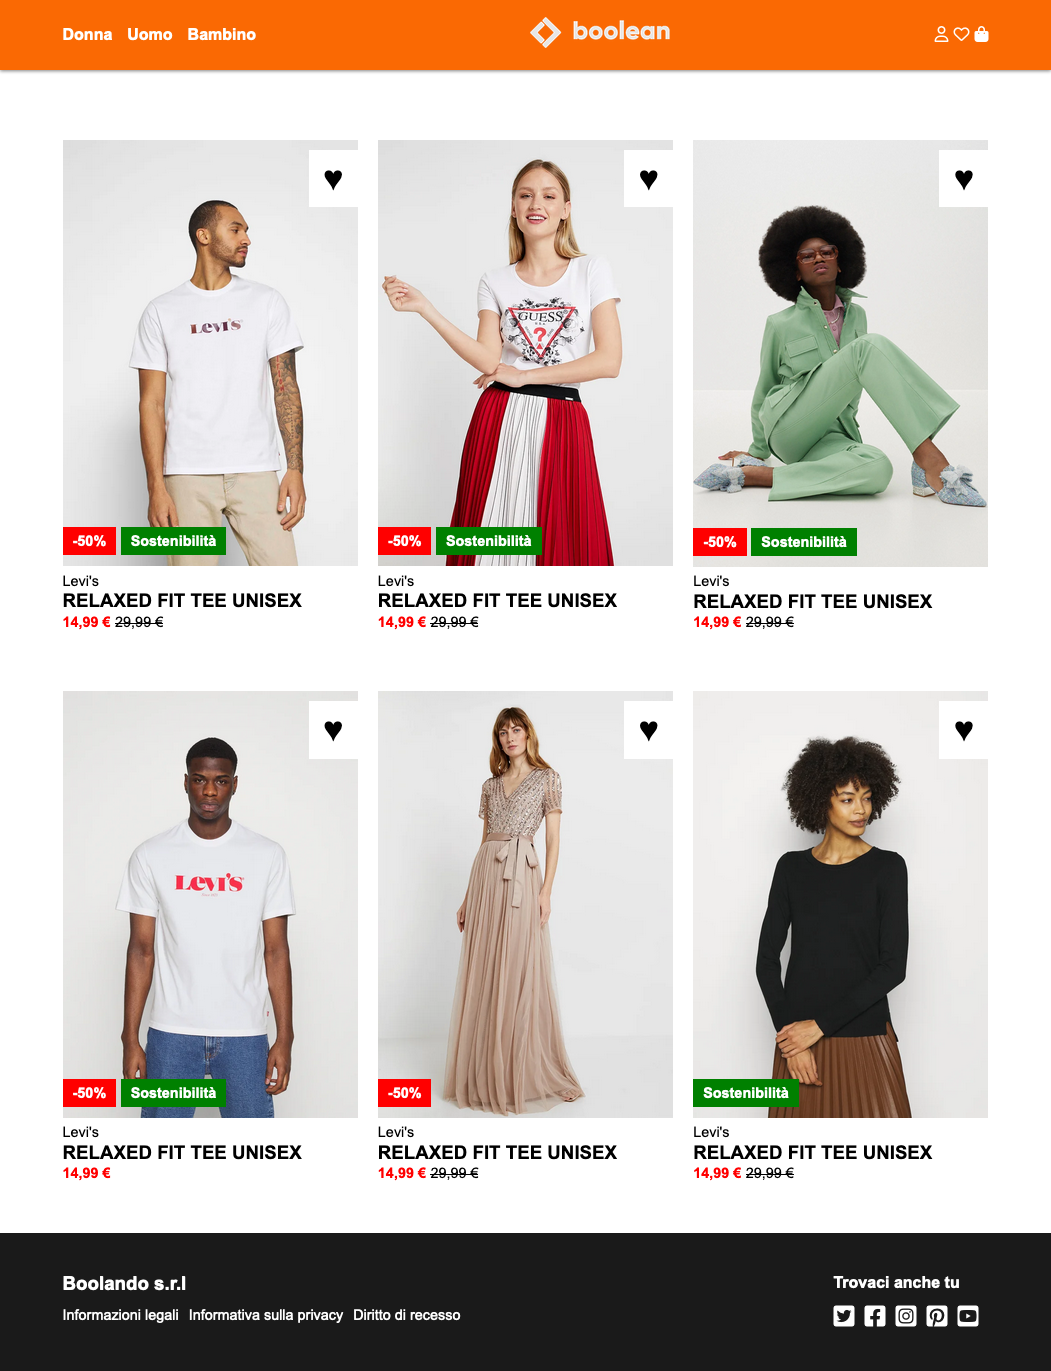 Donna Uomo Bambino
boolean
♥
♥
♥
Levi's
GUESS
USA
?
-50% Sostenibilità
-50% Sostenibilità
-50% Sostenibilità
Levi's
RELAXED FIT TEE UNISEX
14,99 € 29,99 €
Levi's
RELAXED FIT TEE UNISEX
14,99 € 29,99 €
Levi's
RELAXED FIT TEE UNISEX
14,99 € 29,99 €
♥
♥
♥
Levi's
-50% Sostenibilità
-50%
Sostenibilità
Levi's
RELAXED FIT TEE UNISEX
14,99 €
Levi's
RELAXED FIT TEE UNISEX
14,99 € 29,99 €
Levi's
RELAXED FIT TEE UNISEX
14,99 € 29,99 €
Boolando s.r.l
Informazioni legali Informativa sulla privacy Diritto di recesso
Trovaci anche tu